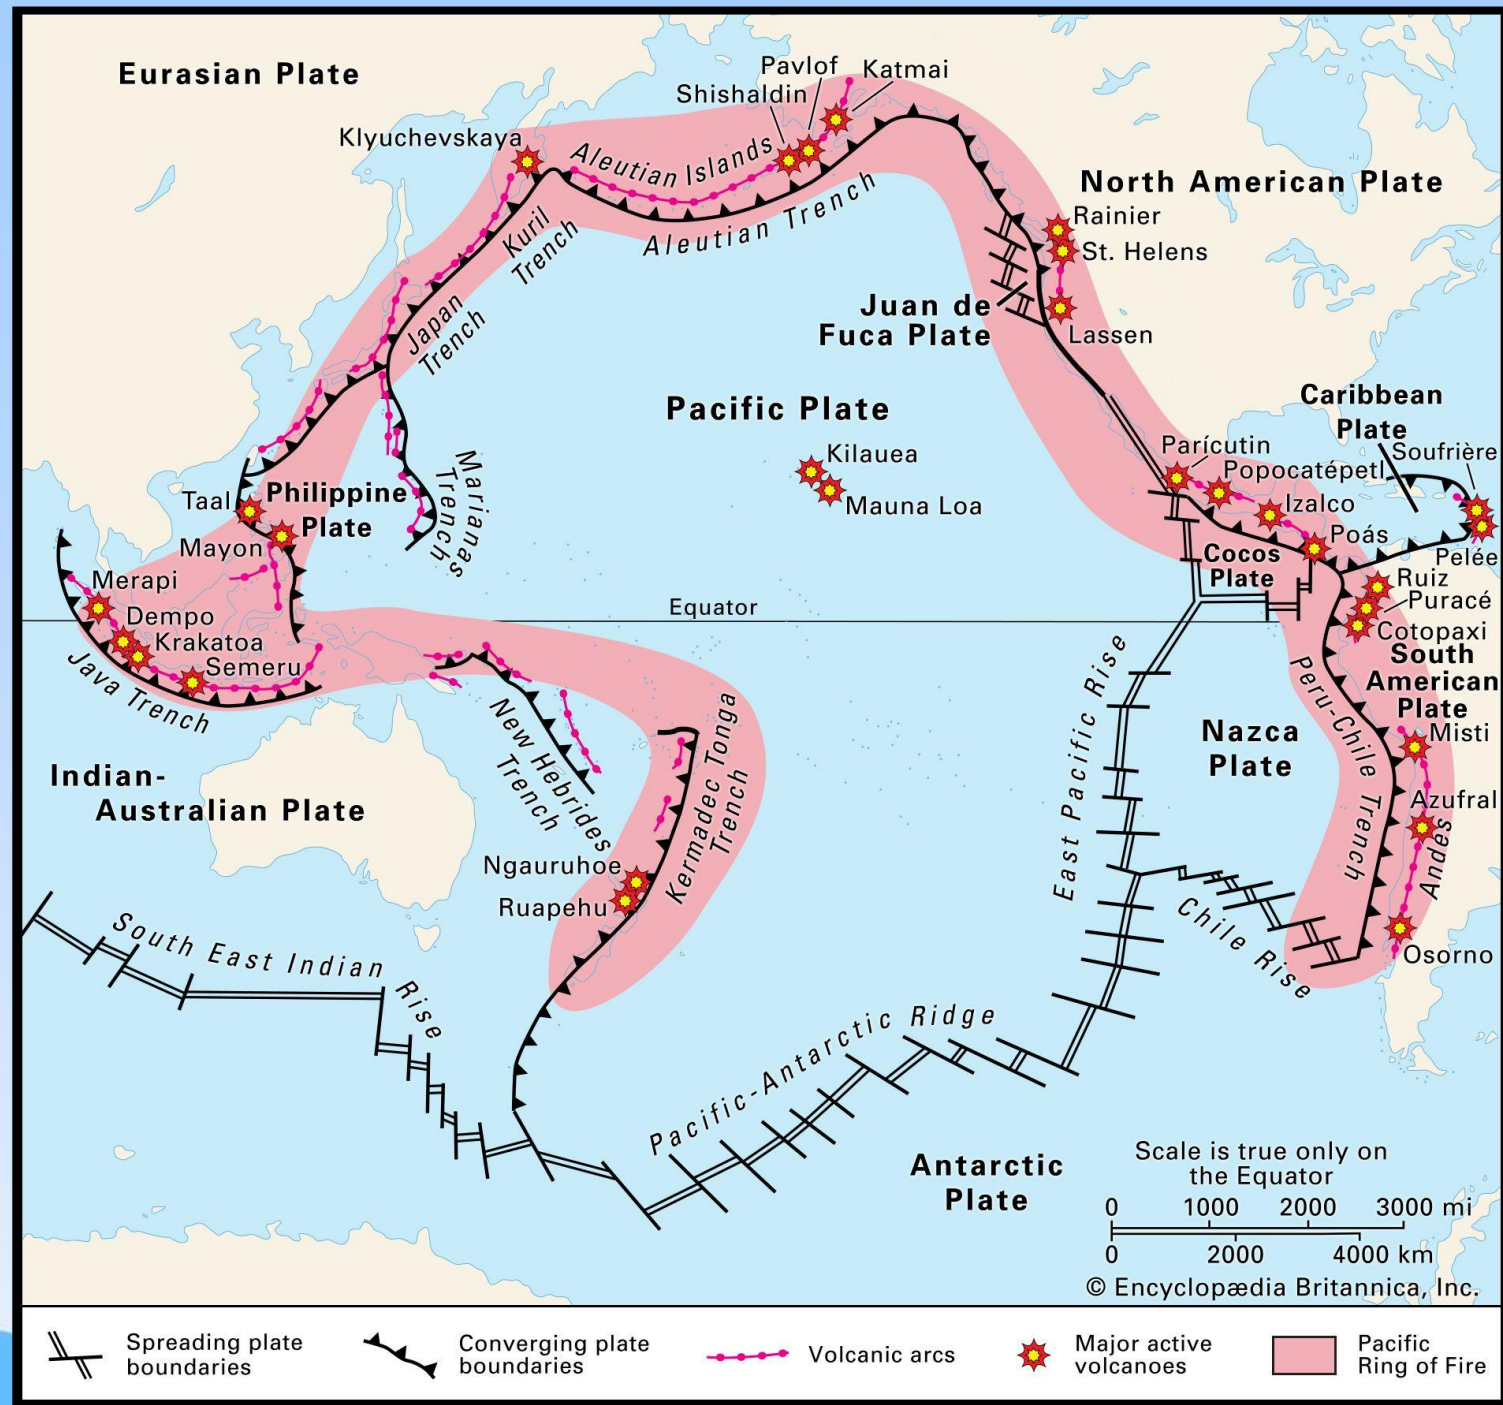 Eurasian Plate
Pavlof
Katmai
Shishaldin
Klyuchevskaya
Aleutian Islands
North American Plate
Rainier
St. Helens
Kuril
Trench
Aleutian Trench
Juan de
Fuca Plate
Lassen
Japan
Trench
Pacific Plate
Caribbean
Plate
Soufrière
Parícutin
Popocatépetl
Kilauea
Mauna Loa
Izalco
Taal
Philippine
Plate
Marianas
Trench
Mayon
Poás
Cocos
Plate
Pelée
Merapi
Ruiz
Puracé
Dempo
Equator
Krakatoa
Cotopaxi
Semeru
South
American
Plate
Java Trench
Misti
New Hebrides
Trench
Kermadec Tonga
Trench
East Pacific Rise
Nazca
Plate
Peru-Chile Trench
Indian-
Australian Plate
Azufral
Andes
Ngauruhoe
Ruapehu
Chile Rise
Osorno
South East Indian Rise
Pacific-Antarctic Ridge
Antarctic
Plate
Scale is true only on
the Equator
0 1000 2000 3000 mi
0 2000 4000 km
© Encyclopædia Britannica, Inc.
Spreading plate
boundaries
Converging plate
boundaries
Volcanic arcs
Major active
volcanoes
Pacific
Ring of Fire